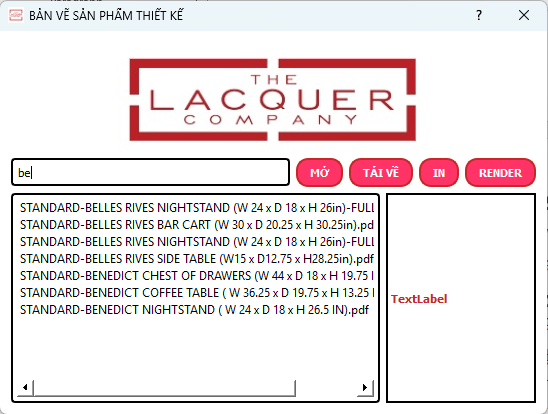 BẢN VẼ SẢN PHẨM THIẾT KẾ
?
THE
LACQUER
COMPANY
be
MỞ
TẢI VỀ
IN
RENDER
STANDARD-BELLES RIVES NIGHTSTAND (W 24 x D 18 x H 26in)-FULL
STANDARD-BELLES RIVES BAR CART (W 30 x D 20.25 x H 30.25in).pd
STANDARD-BELLES RIVES NIGHTSTAND (W 24 x D 18 x H 26in)-FULL
STANDARD-BELLES RIVES SIDE TABLE (W15 x D12.75 xH28.25in).pdf
STANDARD-BENEDICT CHEST OF DRAWERS (W 44 x D 18 x H 19.75 I
STANDARD-BENEDICT COFFEE TABLE ( W 36.25 x D 19.75 x H 13.25 I
STANDARD-BENEDICT NIGHTSTAND ( W 24 x D 18 x H 26.5 IN).pdf
TextLabel